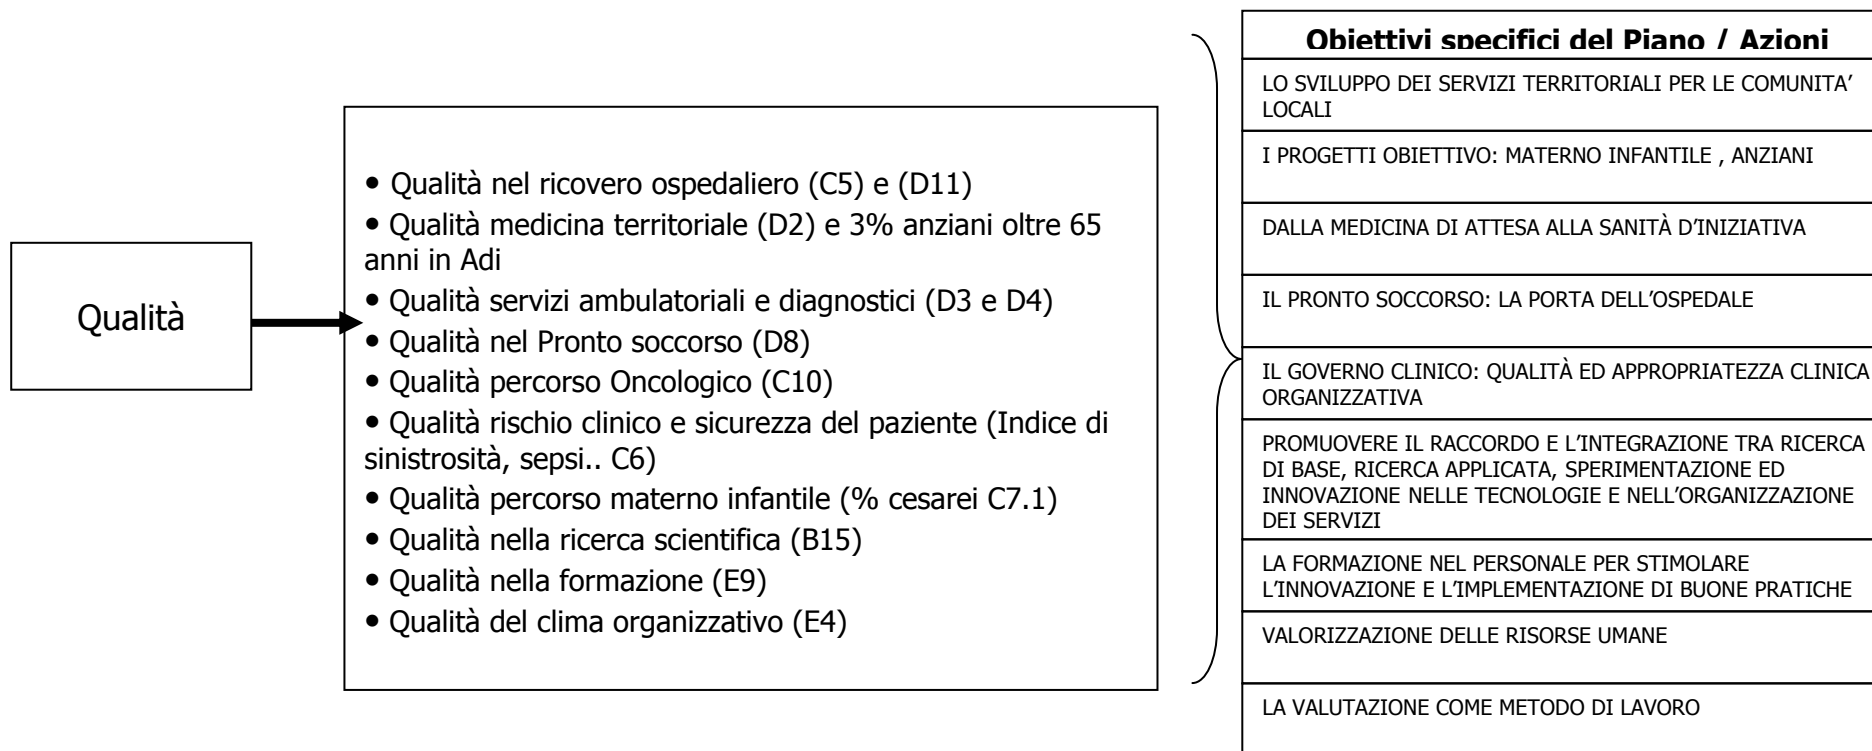 Qualità
• Qualità nel ricovero ospedaliero (C5) e (D11)
• Qualità medicina territoriale (D2) e 3% anziani oltre 65
anni in Adi
• Qualità servizi ambulatoriali e diagnostici (D3 e D4)
• Qualità nel Pronto soccorso (D8)
• Qualità percorso Oncologico (C10)
• Qualità rischio clinico e sicurezza del paziente (Indice di
sinistrosità, sepsi.. C6)
• Qualità percorso materno infantile (% cesarei C7.1)
• Qualità nella ricerca scientifica (B15)
• Qualità nella formazione (E9)
• Qualità del clima organizzativo (E4)
Obiettivi specifici del Piano / Azioni
LO SVILUPPO DEI SERVIZI TERRITORIALI PER LE COMUNITA’
LOCALI
I PROGETTI OBIETTIVO: MATERNO INFANTILE , ANZIANI
DALLA MEDICINA DI ATTESA ALLA SANITÀ D’INIZIATIVA
IL PRONTO SOCCORSO: LA PORTA DELL’OSPEDALE
IL GOVERNO CLINICO: QUALITÀ ED APPROPRIATEZZA CLINICA
ORGANIZZATIVA
PROMUOVERE IL RACCORDO E L’INTEGRAZIONE TRA RICERCA
DI BASE, RICERCA APPLICATA, SPERIMENTAZIONE ED
INNOVAZIONE NELLE TECNOLOGIE E NELL’ORGANIZZAZIONE
DEI SERVIZI
LA FORMAZIONE NEL PERSONALE PER STIMOLARE
L’INNOVAZIONE E L’IMPLEMENTAZIONE DI BUONE PRATICHE
VALORIZZAZIONE DELLE RISORSE UMANE
LA VALUTAZIONE COME METODO DI LAVORO